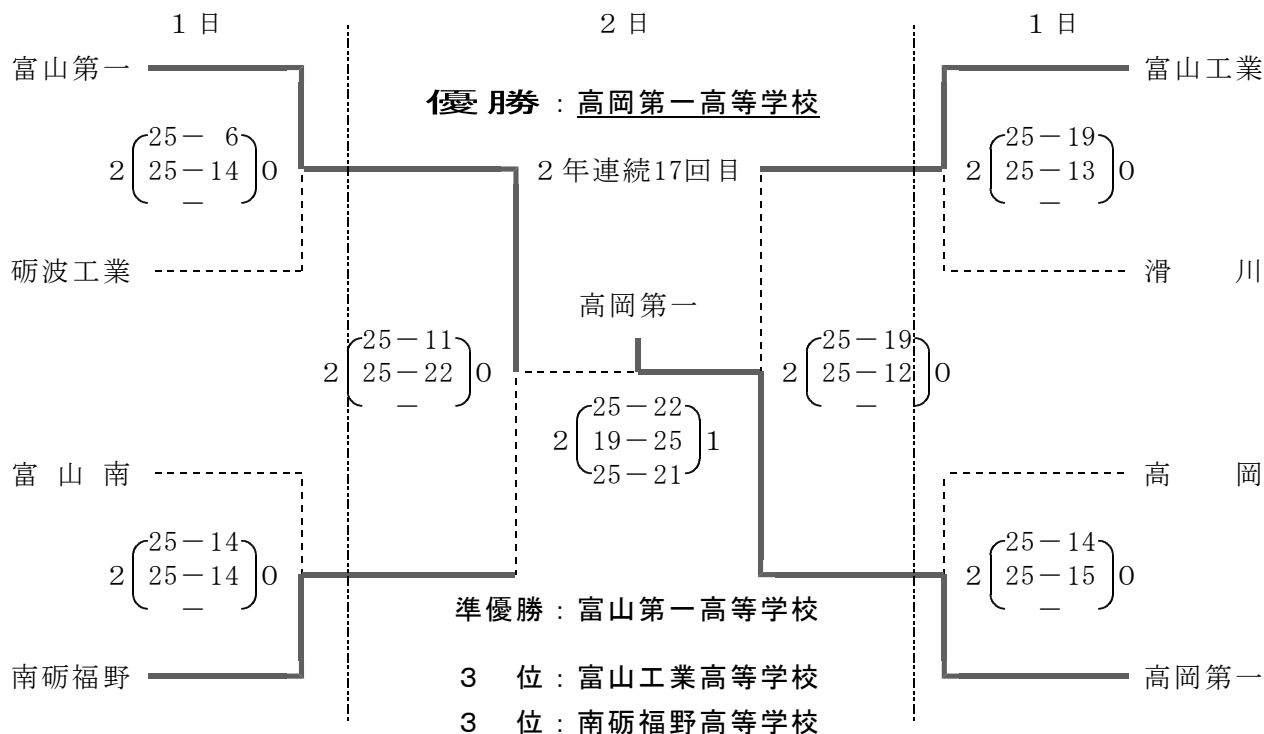 1日 2日 1日
富山第一 富山工業
優勝：高岡第一高等学校
25－ 6 25－19
2 25－14 0 2年連続17回目 2 25－13 0
－ －
砺波工業 滑川
高岡第一
25－11 25－19
2 25－22 0 2 25－12 0
－ －
25－22
2 19－25 1
25－21
富山南 高岡
25－14 25－14
2 25－14 0 2 25－15 0
－ －
準優勝：富山第一高等学校
南砺福野 3 位：富山工業高等学校 高岡第一
3 位：南砺福野高等学校